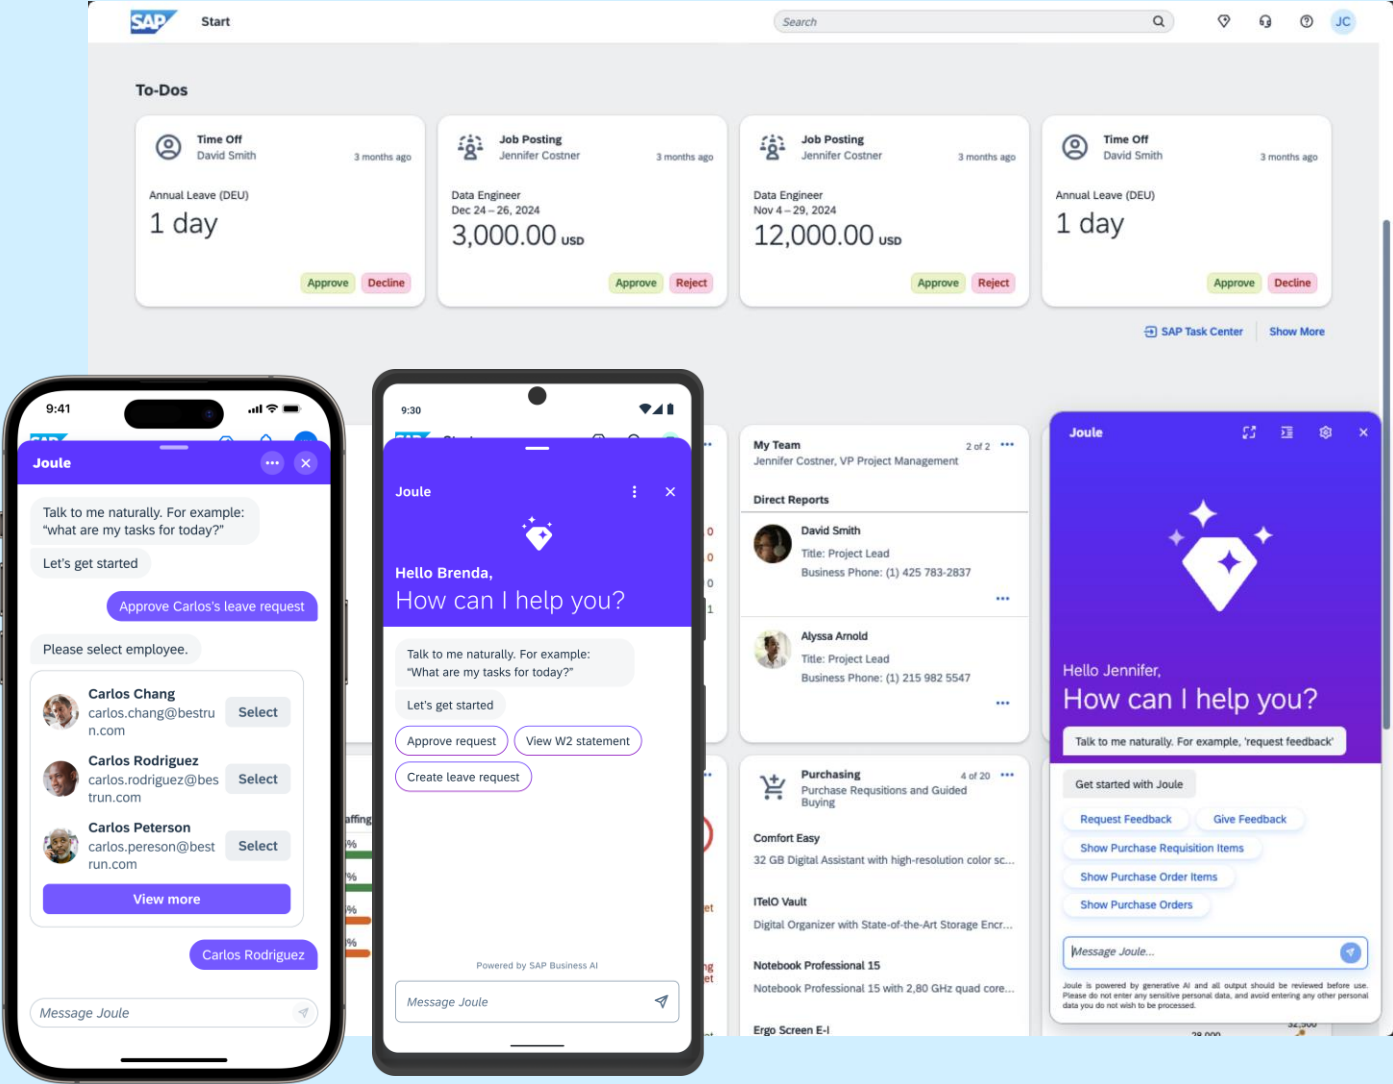 SAP
Start
Search
JC
To-Dos
Time Off
David Smith
3 months ago
Annual Leave (DEU)
1 day
Approve
Decline
Job Posting
Jennifer Costner
3 months ago
Data Engineer
Dec 24 – 26, 2024
3,000.00 USD
Approve
Reject
Job Posting
Jennifer Costner
3 months ago
Data Engineer
Nov 4 – 29, 2024
12,000.00 USD
Approve
Reject
Time Off
David Smith
3 months ago
Annual Leave (DEU)
1 day
Approve
Decline
SAP Task Center
Show More
9:41
Joule
Talk to me naturally. For example:
“what are my tasks for today?”
Let's get started
Approve Carlos's leave request
Please select employee.
Carlos Chang
carlos.chang@bestru
n.com
Select
Carlos Rodriguez
carlos.rodriguez@bes
trun.com
Select
Carlos Peterson
carlos.pereson@best
run.com
Select
View more
Carlos Rodriguez
Message Joule
9:30
Joule
Hello Brenda,
How can I help you?
Talk to me naturally. For example:
“What are my tasks for today?”
Let's get started
Approve request
View W2 statement
Create leave request
Powered by SAP Business AI
Message Joule
My Team
2 of 2
Jennifer Costner, VP Project Management
Direct Reports
David Smith
Title: Project Lead
Business Phone: (1) 425 783-2837
Alyssa Arnold
Title: Project Lead
Business Phone: (1) 215 982 5547
Purchasing
4 of 20
Purchase Requsitions and Guided
Buying
Comfort Easy
32 GB Digital Assistant with high-resolution color sc...
ITelO Vault
Digital Organizer with State-of-the-Art Storage Encr...
Notebook Professional 15
Notebook Professional 15 with 2,80 GHz quad core...
Ergo Screen E-I
Joule
Hello Jennifer,
How can I help you?
Talk to me naturally. For example, 'request feedback'
Get started with Joule
Request Feedback
Give Feedback
Show Purchase Requisition Items
Show Purchase Order Items
Show Purchase Orders
Message Joule...
Joule is powered by generative AI and all output should be reviewed before use.
Please do not enter any sensitive personal data, and avoid entering any other personal
data you do not wish to be processed.